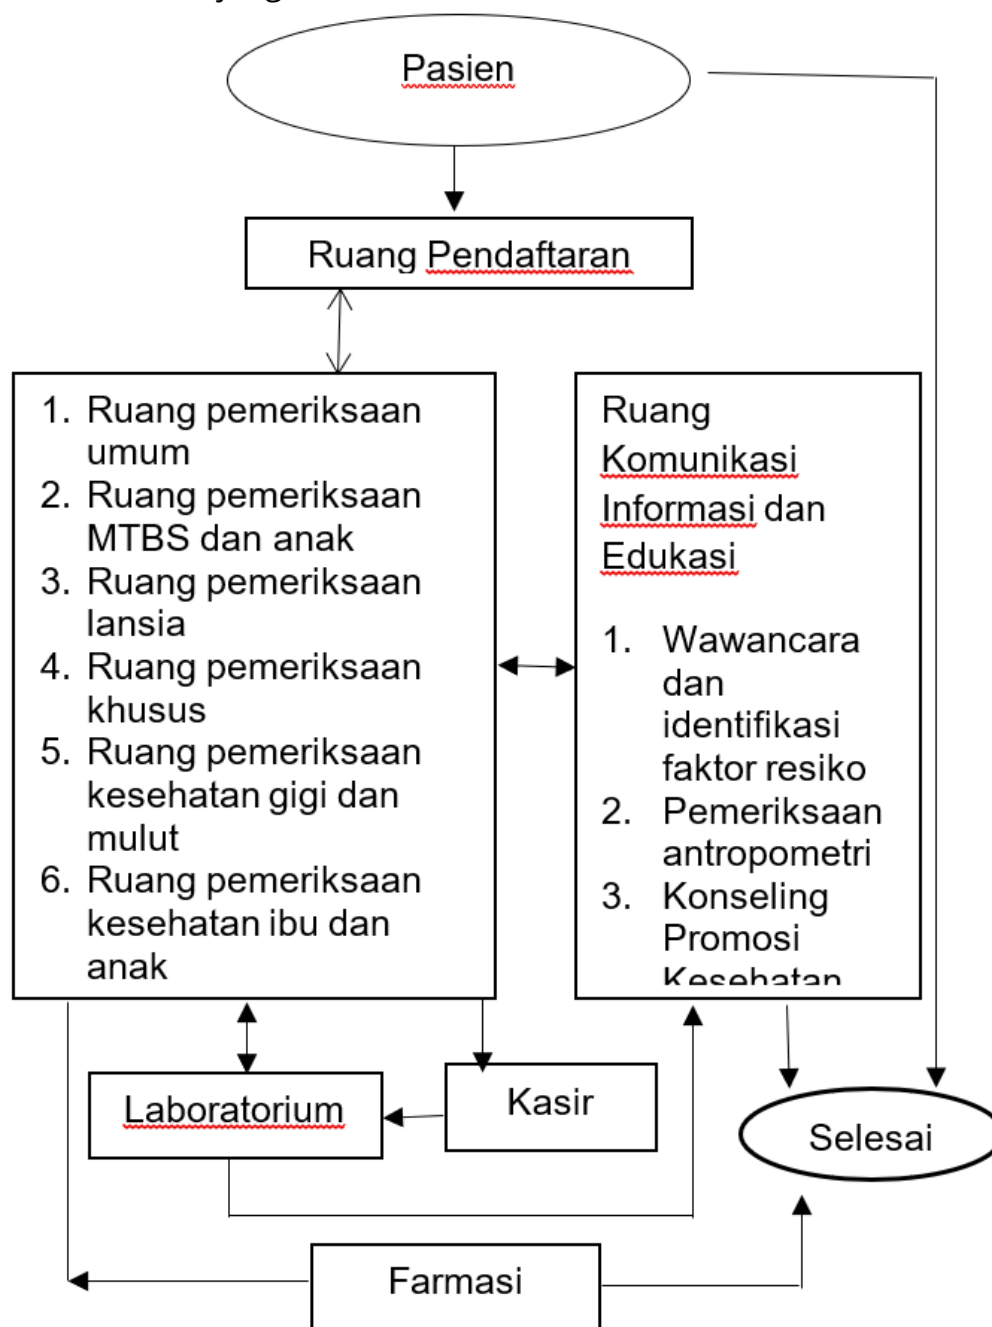 Pasien
Ruang Pendaftaran
1. Ruang pemeriksaan
umum
2. Ruang pemeriksaan
MTBS dan anak
3. Ruang pemeriksaan
lansia
4. Ruang pemeriksaan
khusus
5. Ruang pemeriksaan
kesehatan gigi dan
mulut
6. Ruang pemeriksaan
kesehatan ibu dan
anak
Ruang
Komunikasi
Informasi dan
Edukasi
1. Wawancara
dan
identifikasi
faktor resiko
2. Pemeriksaan
antropometri
3. Konseling
Promosi
Kesehatan
Laboratorium
Kasir
Selesai
Farmasi